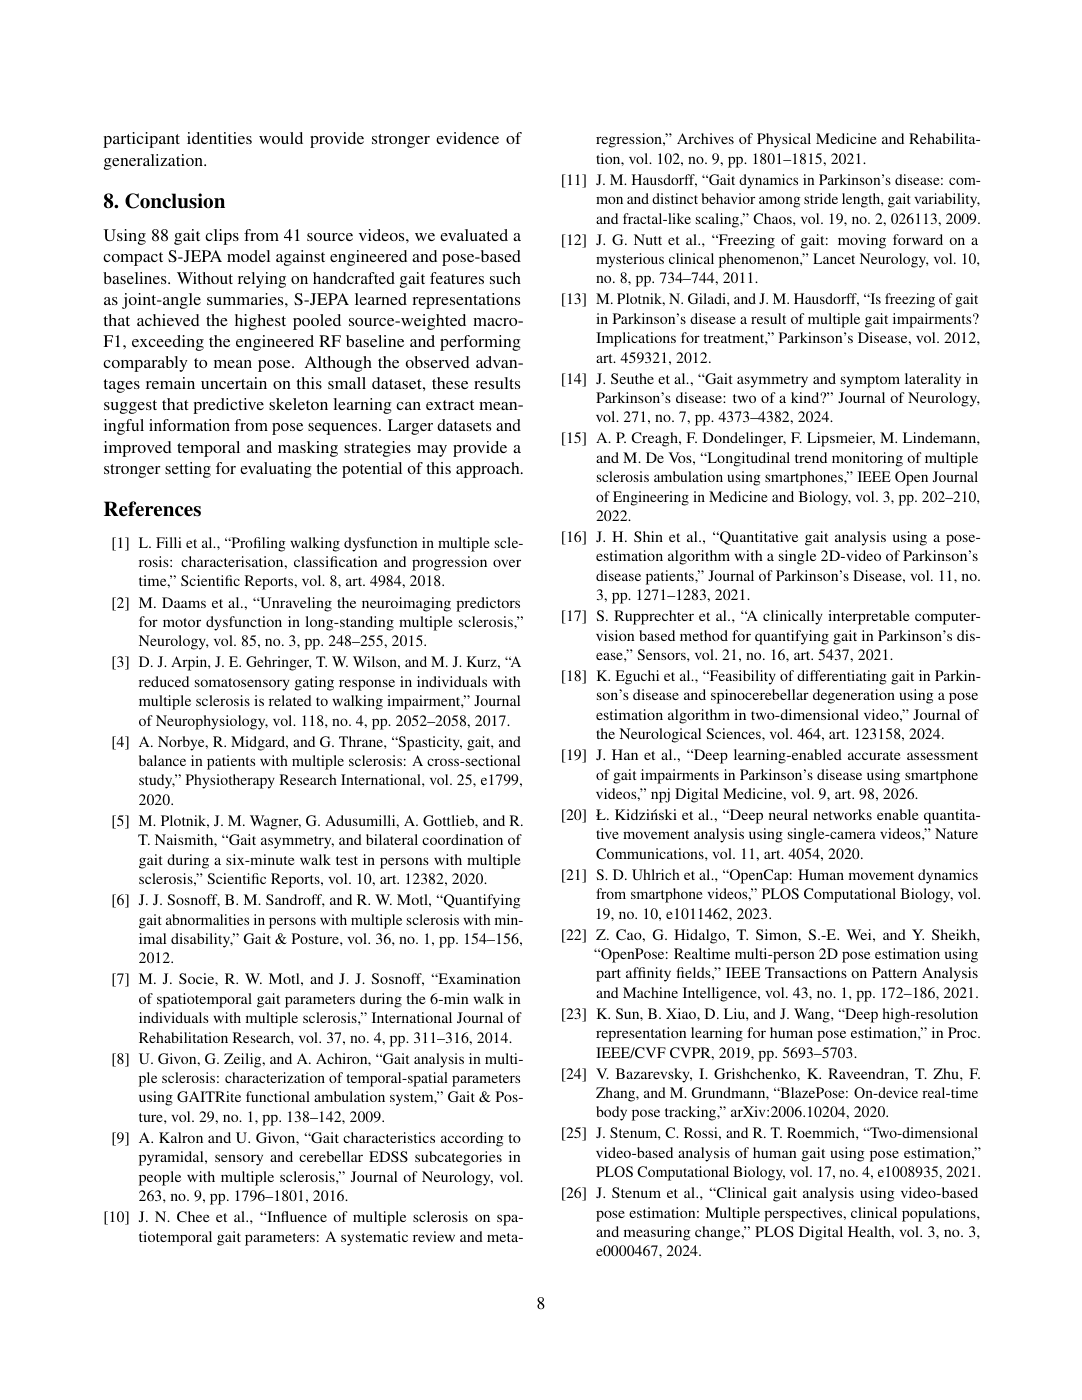 participant identities would provide stronger evidence of
generalization.
8. Conclusion
Using 88 gait clips from 41 source videos, we evaluated a
compact S-JEPA model against engineered and pose-based
baselines. Without relying on handcrafted gait features such
as joint-angle summaries, S-JEPA learned representations
that achieved the highest pooled source-weighted macro-
F1, exceeding the engineered RF baseline and performing
comparably to mean pose. Although the observed advan-
tages remain uncertain on this small dataset, these results
suggest that predictive skeleton learning can extract mean-
ingful information from pose sequences. Larger datasets and
improved temporal and masking strategies may provide a
stronger setting for evaluating the potential of this approach.
References
[1] L. Filli et al., “Profiling walking dysfunction in multiple scle-
rosis: characterisation, classification and progression over
time,” Scientific Reports, vol. 8, art. 4984, 2018.
[2] M. Daams et al., “Unraveling the neuroimaging predictors
for motor dysfunction in long-standing multiple sclerosis,”
Neurology, vol. 85, no. 3, pp. 248–255, 2015.
[3] D. J. Arpin, J. E. Gehringer, T. W. Wilson, and M. J. Kurz, “A
reduced somatosensory gating response in individuals with
multiple sclerosis is related to walking impairment,” Journal
of Neurophysiology, vol. 118, no. 4, pp. 2052–2058, 2017.
[4] A. Norbye, R. Midgard, and G. Thrane, “Spasticity, gait, and
balance in patients with multiple sclerosis: A cross-sectional
study,” Physiotherapy Research International, vol. 25, e1799,
2020.
[5] M. Plotnik, J. M. Wagner, G. Adusumilli, A. Gottlieb, and R.
T. Naismith, “Gait asymmetry, and bilateral coordination of
gait during a six-minute walk test in persons with multiple
sclerosis,” Scientific Reports, vol. 10, art. 12382, 2020.
[6] J. J. Sosnoff, B. M. Sandroff, and R. W. Motl, “Quantifying
gait abnormalities in persons with multiple sclerosis with min-
imal disability,” Gait & Posture, vol. 36, no. 1, pp. 154–156,
2012.
[7] M. J. Socie, R. W. Motl, and J. J. Sosnoff, “Examination
of spatiotemporal gait parameters during the 6-min walk in
individuals with multiple sclerosis,” International Journal of
Rehabilitation Research, vol. 37, no. 4, pp. 311–316, 2014.
[8] U. Givon, G. Zeilig, and A. Achiron, “Gait analysis in multi-
ple sclerosis: characterization of temporal-spatial parameters
using GAITRite functional ambulation system,” Gait & Pos-
ture, vol. 29, no. 1, pp. 138–142, 2009.
[9] A. Kalron and U. Givon, “Gait characteristics according to
pyramidal, sensory and cerebellar EDSS subcategories in
people with multiple sclerosis,” Journal of Neurology, vol.
263, no. 9, pp. 1796–1801, 2016.
[10] J. N. Chee et al., “Influence of multiple sclerosis on spa-
tiotemporal gait parameters: A systematic review and meta-
regression,” Archives of Physical Medicine and Rehabilita-
tion, vol. 102, no. 9, pp. 1801–1815, 2021.
[11] J. M. Hausdorff, “Gait dynamics in Parkinson’s disease: com-
mon and distinct behavior among stride length, gait variability,
and fractal-like scaling,” Chaos, vol. 19, no. 2, 026113, 2009.
[12] J. G. Nutt et al., “Freezing of gait: moving forward on a
mysterious clinical phenomenon,” Lancet Neurology, vol. 10,
no. 8, pp. 734–744, 2011.
[13] M. Plotnik, N. Giladi, and J. M. Hausdorff, “Is freezing of gait
in Parkinson’s disease a result of multiple gait impairments?
Implications for treatment,” Parkinson’s Disease, vol. 2012,
art. 459321, 2012.
[14] J. Seuthe et al., “Gait asymmetry and symptom laterality in
Parkinson’s disease: two of a kind?” Journal of Neurology,
vol. 271, no. 7, pp. 4373–4382, 2024.
[15] A. P. Creagh, F. Dondelinger, F. Lipsmeier, M. Lindemann,
and M. De Vos, “Longitudinal trend monitoring of multiple
sclerosis ambulation using smartphones,” IEEE Open Journal
of Engineering in Medicine and Biology, vol. 3, pp. 202–210,
2022.
[16] J. H. Shin et al., “Quantitative gait analysis using a pose-
estimation algorithm with a single 2D-video of Parkinson’s
disease patients,” Journal of Parkinson’s Disease, vol. 11, no.
3, pp. 1271–1283, 2021.
[17] S. Rupprechter et al., “A clinically interpretable computer-
vision based method for quantifying gait in Parkinson’s dis-
ease,” Sensors, vol. 21, no. 16, art. 5437, 2021.
[18] K. Eguchi et al., “Feasibility of differentiating gait in Parkin-
son’s disease and spinocerebellar degeneration using a pose
estimation algorithm in two-dimensional video,” Journal of
the Neurological Sciences, vol. 464, art. 123158, 2024.
[19] J. Han et al., “Deep learning-enabled accurate assessment
of gait impairments in Parkinson’s disease using smartphone
videos,” npj Digital Medicine, vol. 9, art. 98, 2026.
[20] Ł. Kidziński et al., “Deep neural networks enable quantita-
tive movement analysis using single-camera videos,” Nature
Communications, vol. 11, art. 4054, 2020.
[21] S. D. Uhlrich et al., “OpenCap: Human movement dynamics
from smartphone videos,” PLOS Computational Biology, vol.
19, no. 10, e1011462, 2023.
[22] Z. Cao, G. Hidalgo, T. Simon, S.-E. Wei, and Y. Sheikh,
“OpenPose: Realtime multi-person 2D pose estimation using
part affinity fields,” IEEE Transactions on Pattern Analysis
and Machine Intelligence, vol. 43, no. 1, pp. 172–186, 2021.
[23] K. Sun, B. Xiao, D. Liu, and J. Wang, “Deep high-resolution
representation learning for human pose estimation,” in Proc.
IEEE/CVF CVPR, 2019, pp. 5693–5703.
[24] V. Bazarevsky, I. Grishchenko, K. Raveendran, T. Zhu, F.
Zhang, and M. Grundmann, “BlazePose: On-device real-time
body pose tracking,” arXiv:2006.10204, 2020.
[25] J. Stenum, C. Rossi, and R. T. Roemmich, “Two-dimensional
video-based analysis of human gait using pose estimation,”
PLOS Computational Biology, vol. 17, no. 4, e1008935, 2021.
[26] J. Stenum et al., “Clinical gait analysis using video-based
pose estimation: Multiple perspectives, clinical populations,
and measuring change,” PLOS Digital Health, vol. 3, no. 3,
e0000467, 2024.
8